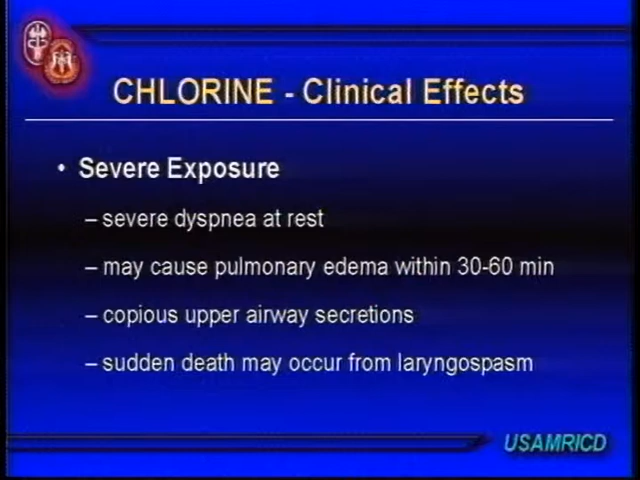 CHLORINE - Clinical Effects
• Severe Exposure
– severe dyspnea at rest
– may cause pulmonary edema within 30-60 min
– copious upper airway secretions
– sudden death may occur from laryngospasm
USAMRICD